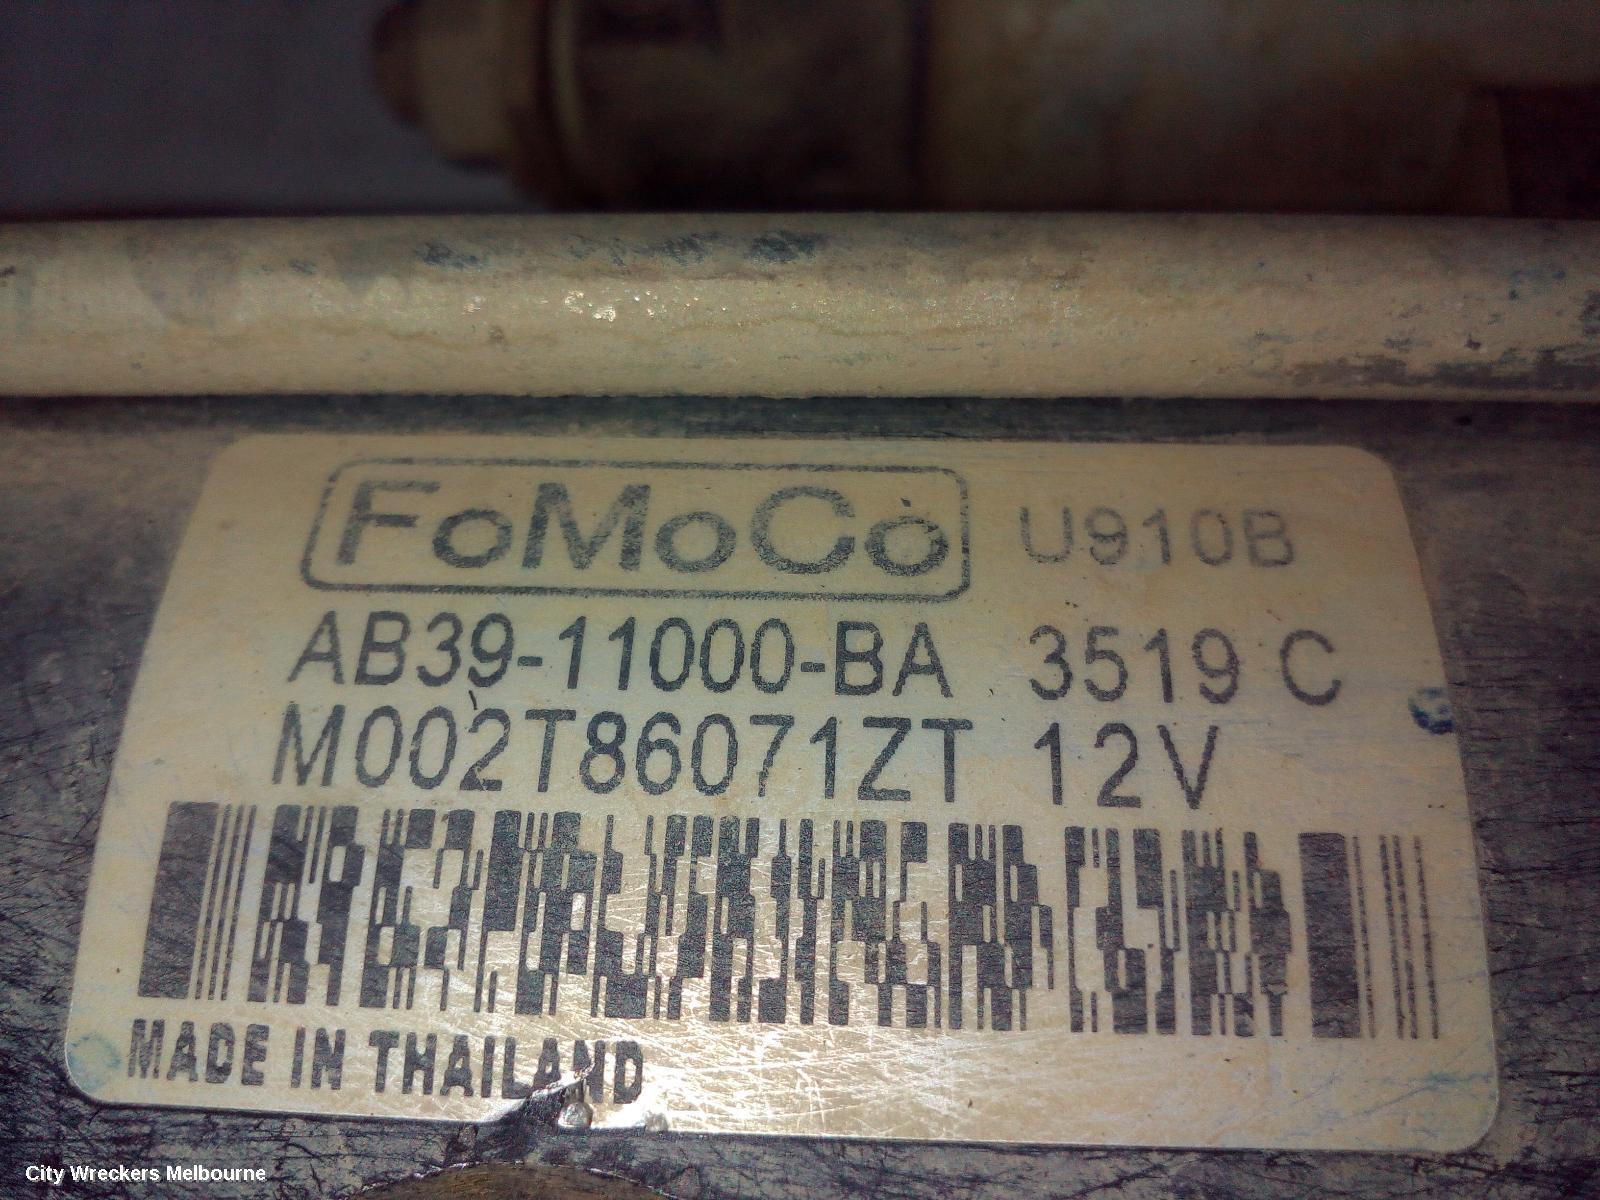 FoMoCo U910B
AB39-11000-BA 3519 C
M002T86071ZT 12V
MADE IN THAILAND
City Wreckers Melbourne